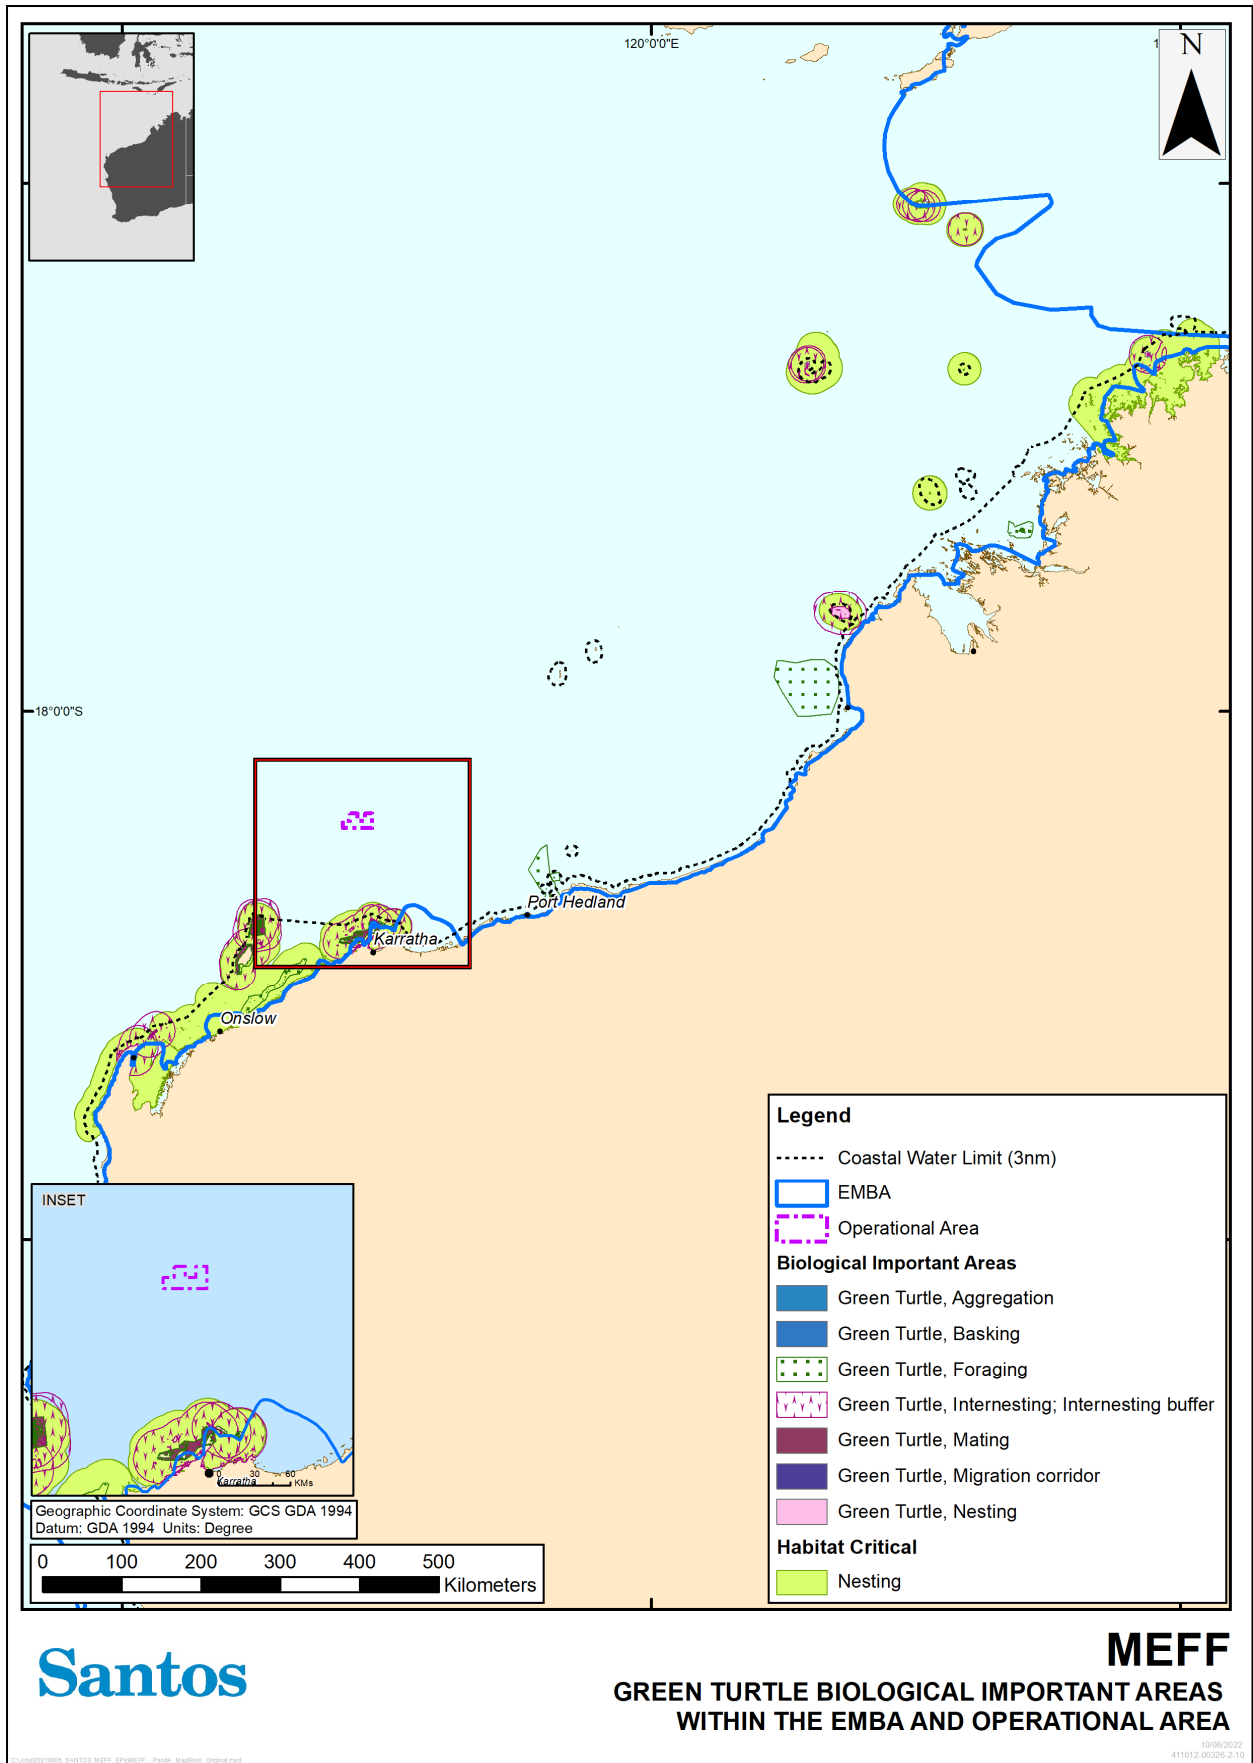 120°0'0"E
N
18°0'0"S
Port Hedland
Karratha
Onslow
INSET
Karratha
0 30 60
KMs
Geographic Coordinate System: GCS GDA 1994
Datum: GDA 1994 Units: Degree
0 100 200 300 400 500
Kilometers
Legend
Coastal Water Limit (3nm)
EMBA
Operational Area
Biological Important Areas
Green Turtle, Aggregation
Green Turtle, Basking
Green Turtle, Foraging
Green Turtle, Internesting; Internesting buffer
Green Turtle, Mating
Green Turtle, Migration corridor
Green Turtle, Nesting
Habitat Critical
Nesting
Santos
MEFF
GREEN TURTLE BIOLOGICAL IMPORTANT AREAS
WITHIN THE EMBA AND OPERATIONAL AREA
10/06/2022
411012-00326-2-10